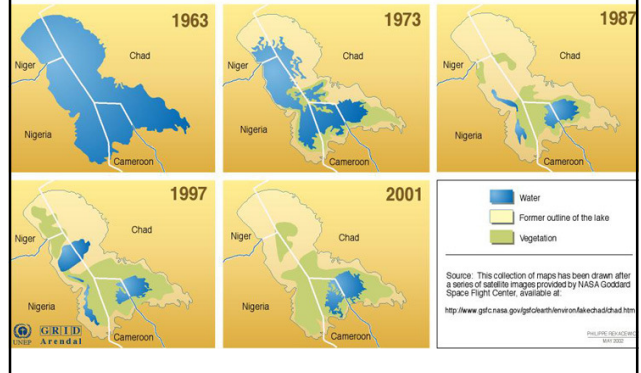 1963
Chad
Niger
Nigeria
Cameroon
1973
Chad
Niger
Nigeria
Cameroon
1987
Chad
Niger
Nigeria
Cameroon
1997
Chad
Niger
Nigeria
Cameroon
UNEP
GRID
Arendal
2001
Chad
Niger
Nigeria
Cameroon
Water
Former outline of the lake
Vegetation
Source: This collection of maps has been drawn after
a series of satellite images provided by NASA Goddard
Space Flight Center, available at:
http://www.gsfc.nasa.gov/gsfc/earth/environ/lakechad/chad.htm
MAY 2002